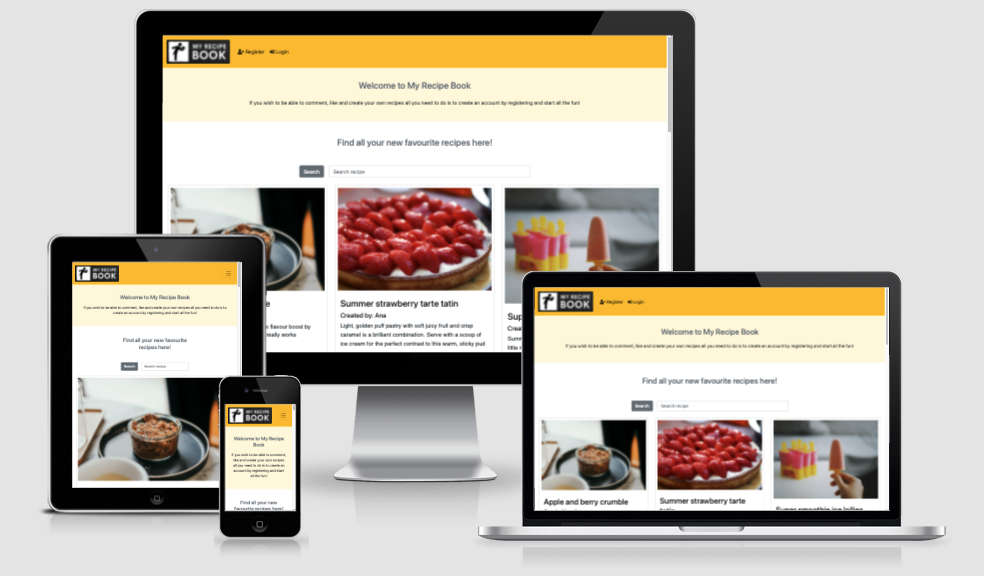 MY RECIPE
BOOK
Register Login
Welcome to My Recipe Book
If you wish to be able to comment, like and create your own recipes all you need to do is to create an account by registering and start all the fun!
Find all your new favourite recipes here!
Search Search recipe
e
s flavour boost by
really works
Summer strawberry tarte tatin
Created by: Ana
Light, golden puff pastry with soft juicy fruit and crisp
caramel is a brilliant combination. Serve with a scoop of
ice cream for the perfect contrast to this warm, sticky pud
Sup
Crea
Sum
little
MY RECIPE
BOOK
Welcome to My Recipe Book
If you wish to be able to comment, like and create your own recipes all you need to do is to
create an account by registering and start all the fun!
Find all your new favourite
recipes here!
Search Search recipe
MY RECIPE
BOOK
Welcome to My Recipe
Book
If you wish to be able to comment,
like and create your own recipes
all you need to do is to create an
account by registering and start all
the fun!
Find all your new
favourite recipes here!
MY RECIPE
BOOK
Register Login
Welcome to My Recipe Book
If you wish to be able to comment, like and create your own recipes all you need to do is to create an account by registering and start all the fun!
Find all your new favourite recipes here!
Search Search recipe
Apple and berry crumble
Summer strawberry tarte
tatin
Super smoothie ice lollies